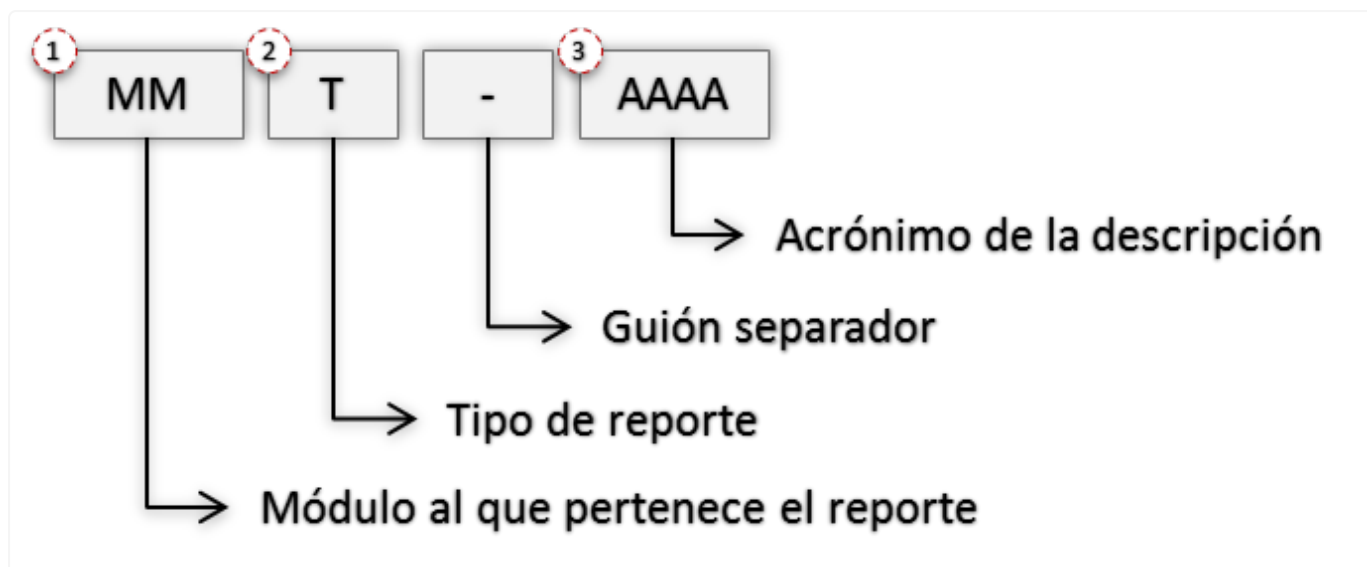 1 2 3
MM T - AAAA
Acrónimo de la descripción
Guión separador
Tipo de reporte
Módulo al que pertenece el reporte